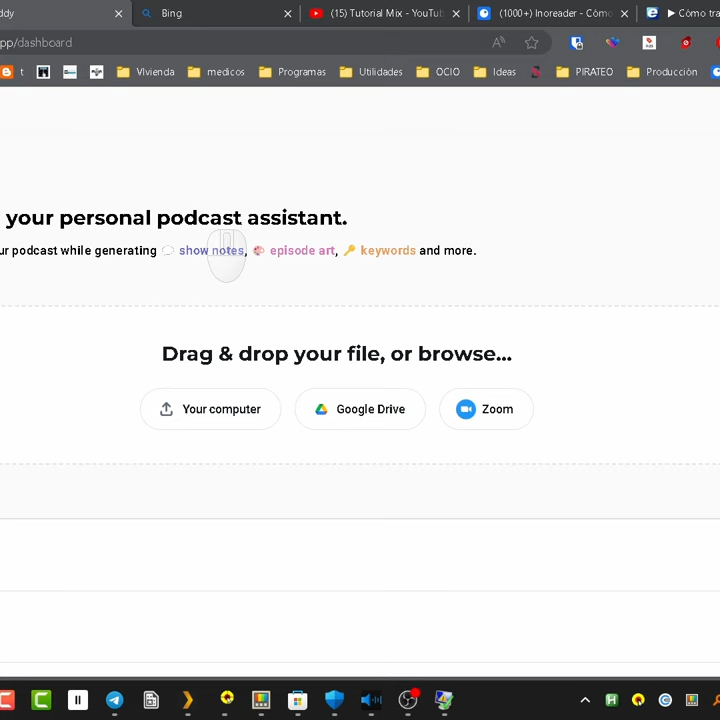 ddy
Bing
(15) Tutorial Mix - YouTub
(1000+) Inoreader - Cómo
Cómo tra
pp/dashboard
t
VIvienda
medicos
Programas
Utilidades
OCIO
Ideas
PIRATEO
Producción
your personal podcast assistant.
ur podcast while generating 💬 show notes, 🎨 episode art, 🔑 keywords and more.
Drag & drop your file, or browse...
Your computer
Google Drive
Zoom